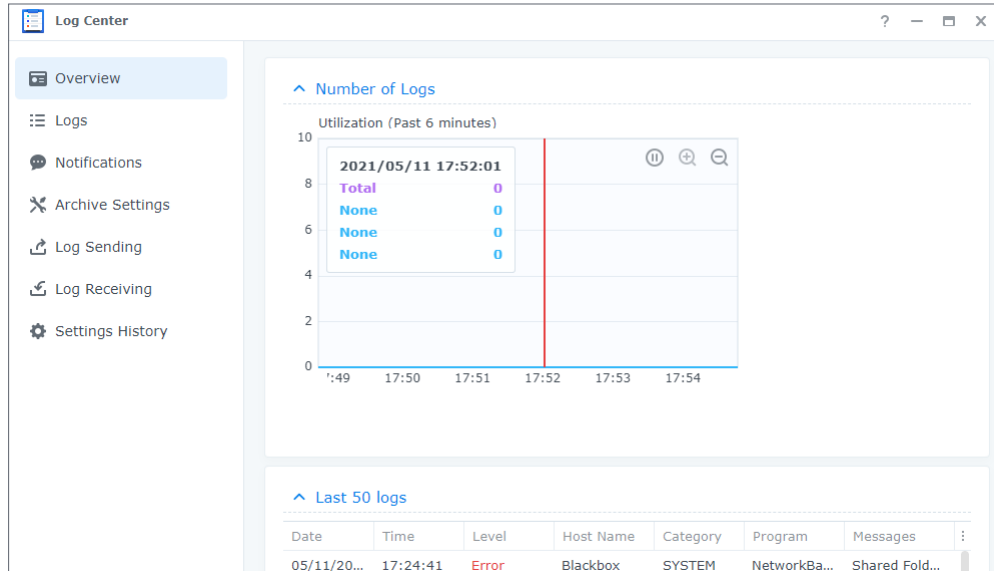 Log Center
?
Overview
Logs
Notifications
Archive Settings
Log Sending
Log Receiving
Settings History
Number of Logs
Utilization (Past 6 minutes)
10
8
6
4
2
0
2021/05/11 17:52:01
Total 0
None 0
None 0
None 0
':49 17:50 17:51 17:52 17:53 17:54
Last 50 logs
Date Time Level Host Name Category Program Messages
05/11/20... 17:24:41 Error Blackbox SYSTEM NetworkBa... Shared Fold...